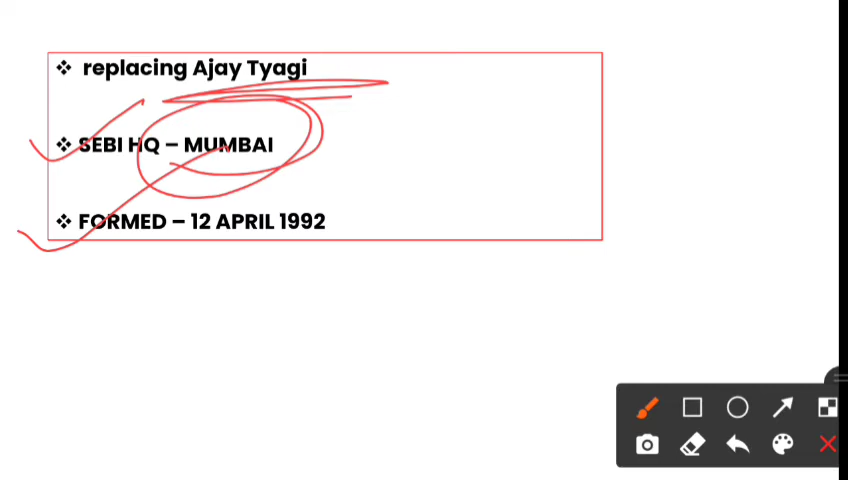 ❖ replacing Ajay Tyagi
❖ SEBI HQ – MUMBAI
❖ FORMED – 12 APRIL 1992